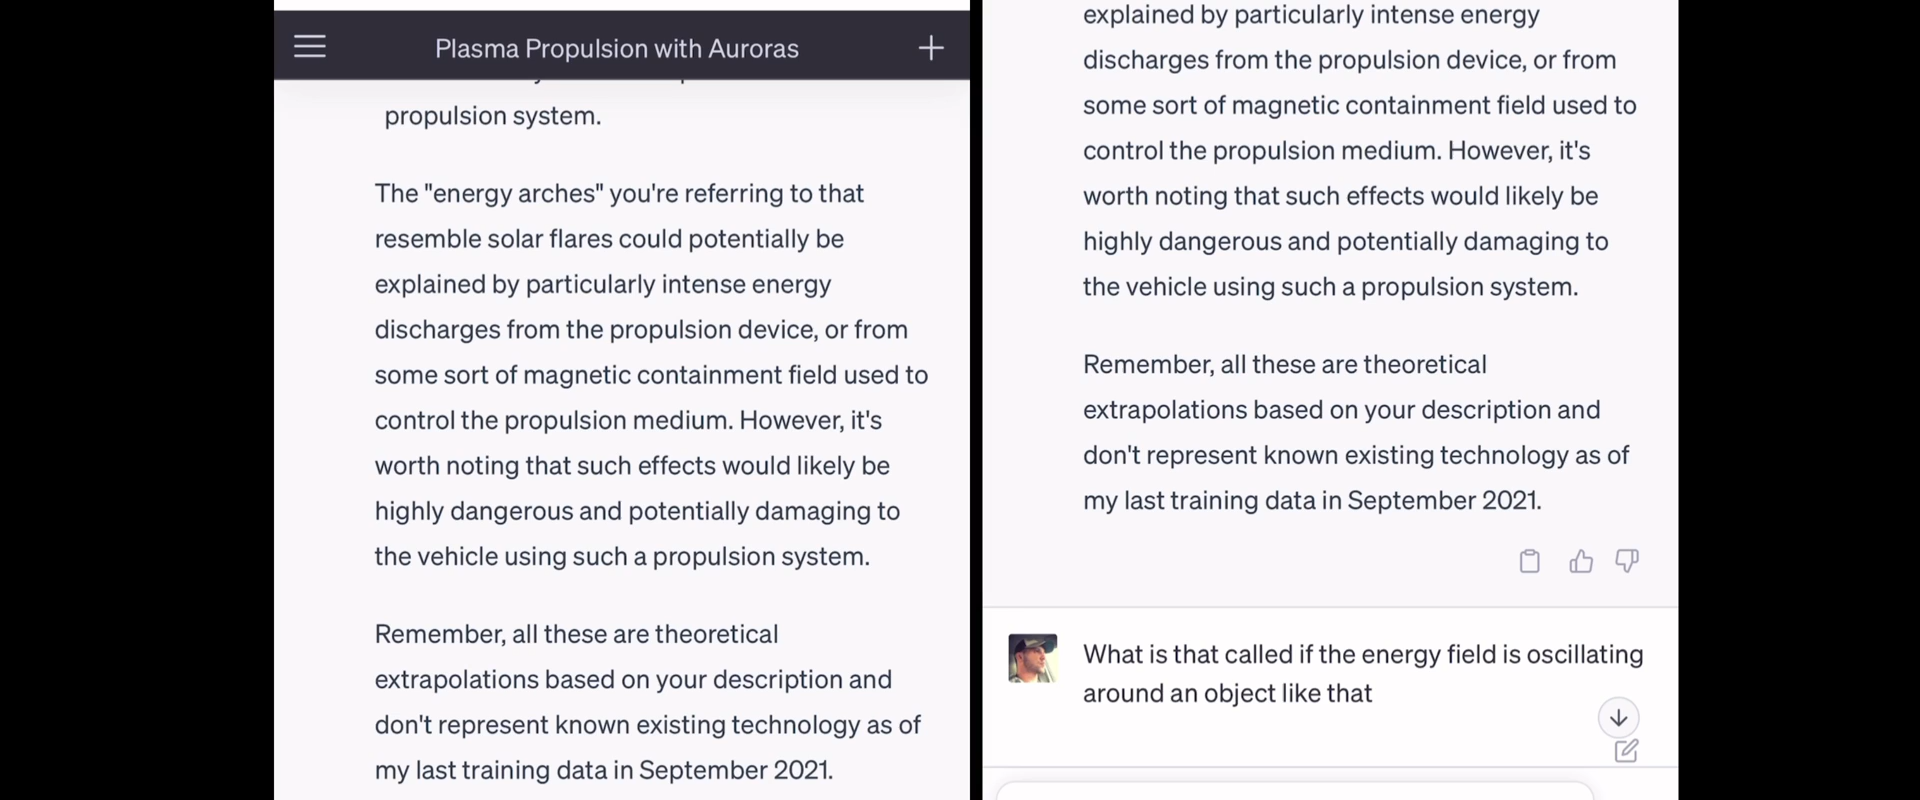 Plasma Propulsion with Auroras
propulsion system.
The "energy arches" you're referring to that
resemble solar flares could potentially be
explained by particularly intense energy
discharges from the propulsion device, or from
some sort of magnetic containment field used to
control the propulsion medium. However, it's
worth noting that such effects would likely be
highly dangerous and potentially damaging to
the vehicle using such a propulsion system.
Remember, all these are theoretical
extrapolations based on your description and
don't represent known existing technology as of
my last training data in September 2021.
explained by particularly intense energy
discharges from the propulsion device, or from
some sort of magnetic containment field used to
control the propulsion medium. However, it's
worth noting that such effects would likely be
highly dangerous and potentially damaging to
the vehicle using such a propulsion system.
Remember, all these are theoretical
extrapolations based on your description and
don't represent known existing technology as of
my last training data in September 2021.
What is that called if the energy field is oscillating
around an object like that